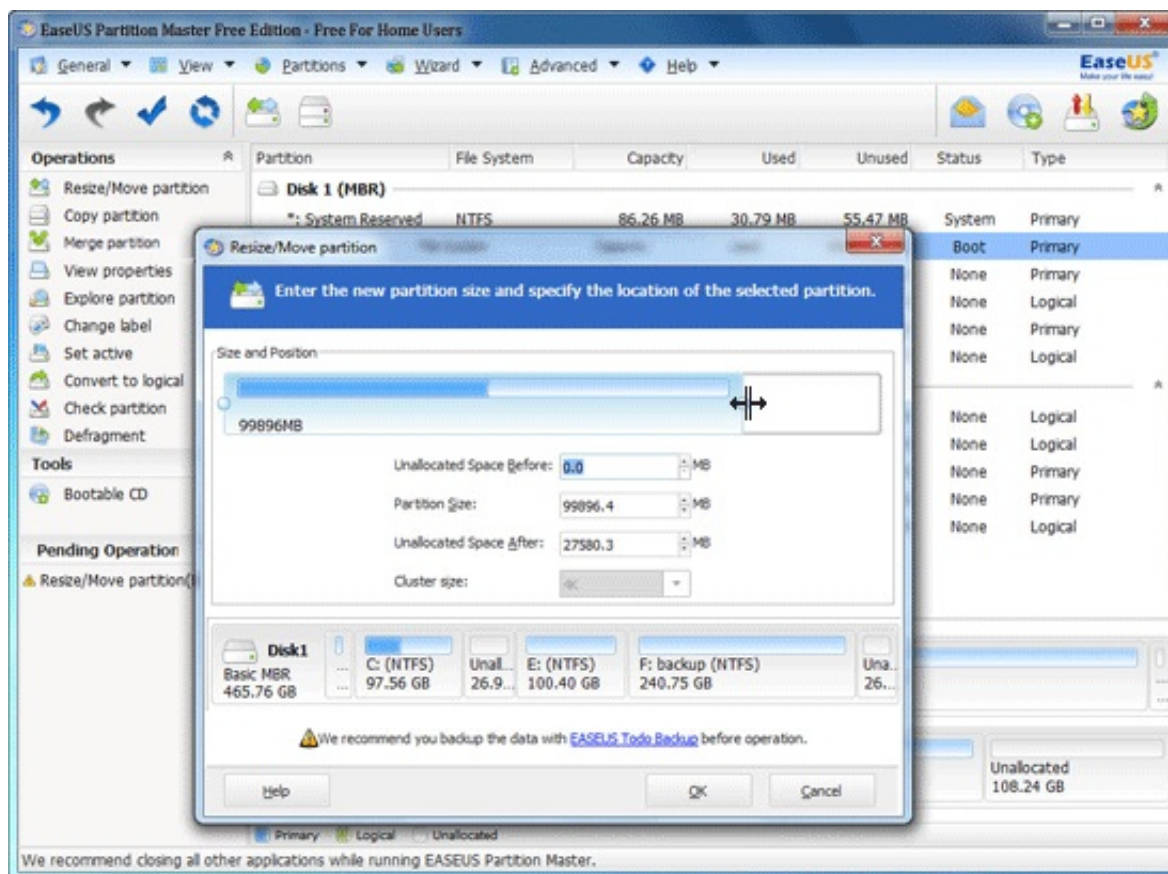 EaseUS Partition Master Free Edition - Free For Home Users
General View Partitions Wizard Advanced Help
EaseUS
Make your life easy!
Operations
Resize/Move partition
Copy partition
Merge partition
View properties
Explore partition
Change label
Set active
Convert to logical
Check partition
Defragment
Tools
Bootable CD
Pending Operation
Resize/Move partition(
Partition File System Capacity Used Unused Status Type
Disk 1 (MBR)
*: System Reserved NTFS 86.26 MB 30.79 MB 55.47 MB System Primary
Boot Primary
None Primary
None Logical
None Primary
None Logical
None Logical
None Logical
None Primary
None Primary
None Logical
Resize/Move partition
Enter the new partition size and specify the location of the selected partition.
Size and Position
99896MB
Unallocated Space Before: 0.0 MB
Partition Size: 99896.4 MB
Unallocated Space After: 27580.3 MB
Cluster size: 4K
Disk1
Basic MBR
465.76 GB
...
...
C: (NTFS)
97.56 GB
Unall...
26.9...
E: (NTFS)
100.40 GB
F: backup (NTFS)
240.75 GB
Una..
26,..
We recommend you backup the data with EASEUS Todo Backup before operation.
Help OK Cancel
Unallocated
108.24 GB
Primary Logical Unallocated
We recommend closing all other applications while running EASEUS Partition Master.